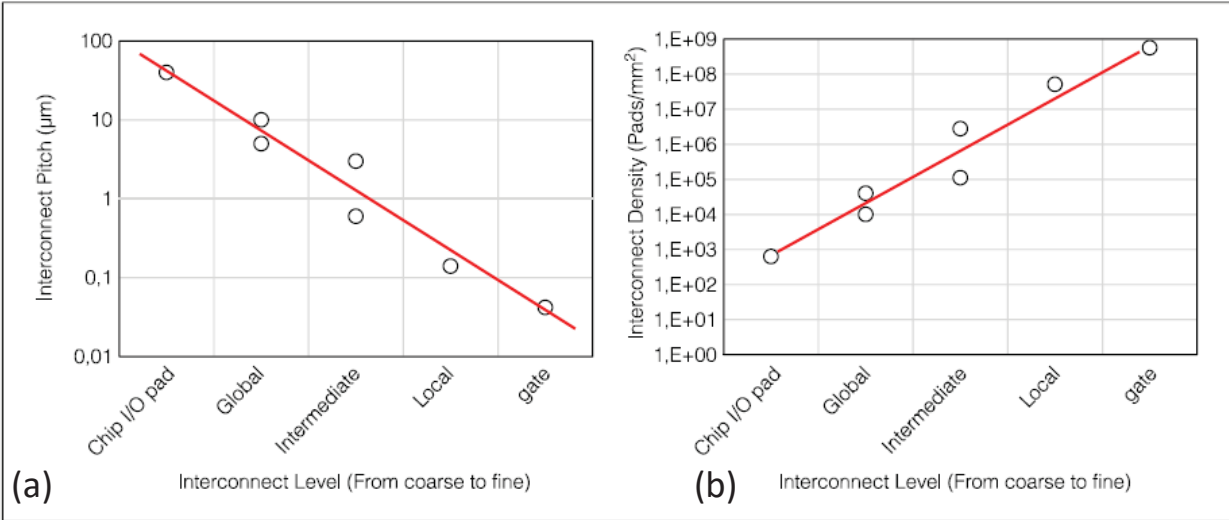 100
10
1
0,1
0,01
Interconnect Pitch (µm)
Chip I/O pad
Global
Intermediate
Local
gate
Interconnect Level (From coarse to fine)
(a)
1,E+09
1,E+08
1,E+07
1,E+06
1,E+05
1,E+04
1,E+03
1,E+02
1,E+01
1,E+00
Interconnect Density (Pads/mm²)
Chip I/O pad
Global
Intermediate
Local
gate
Interconnect Level (From coarse to fine)
(b)